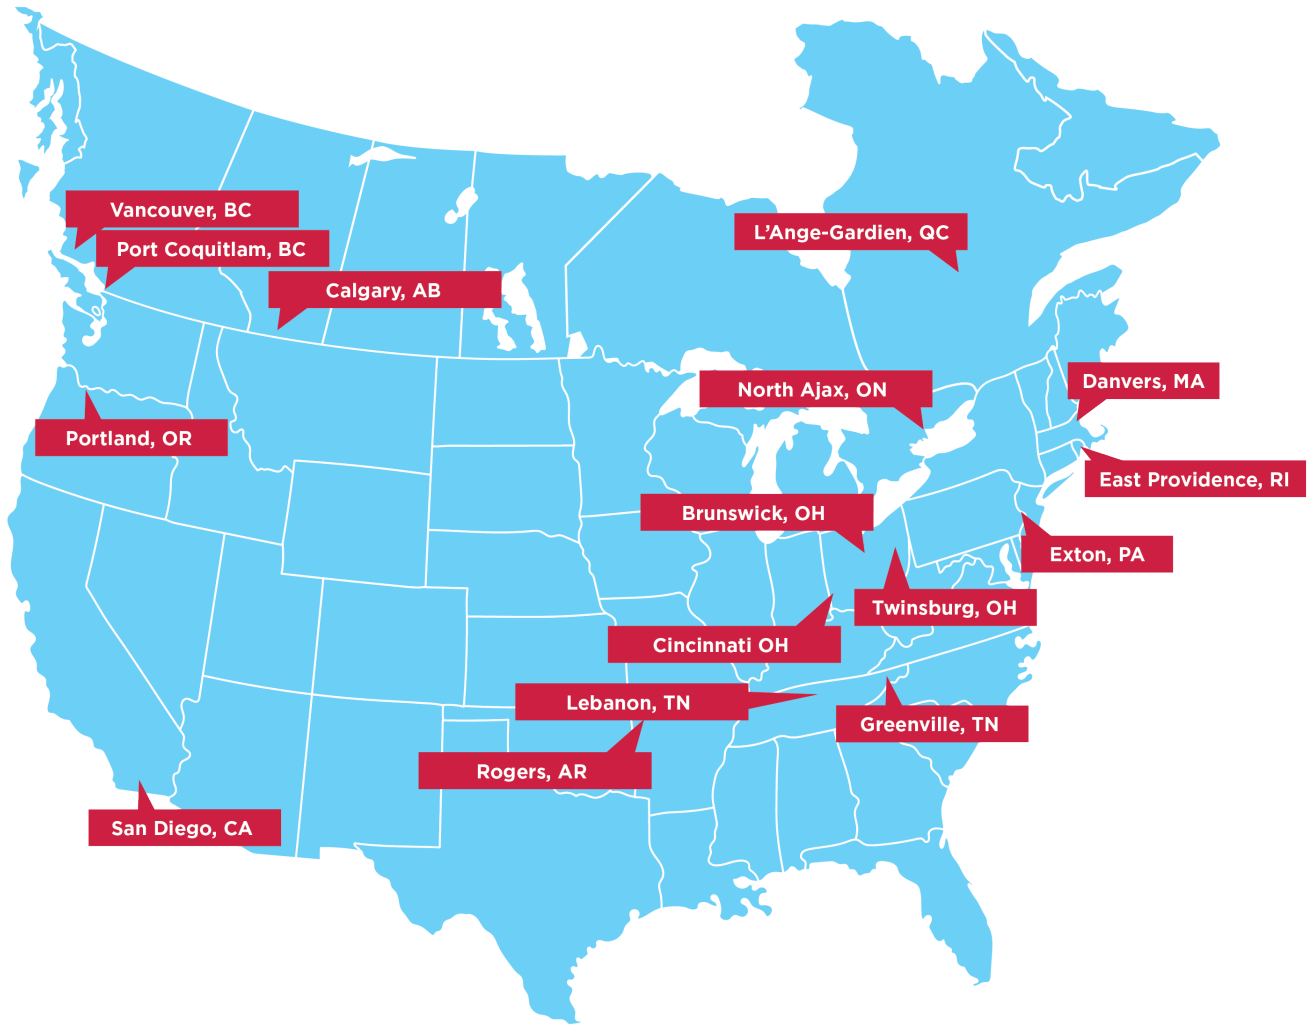 Vancouver, BC
L’Ange-Gardien, QC
Port Coquitlam, BC
Calgary, AB
Danvers, MA
North Ajax, ON
Portland, OR
East Providence, RI
Brunswick, OH
Exton, PA
Twinsburg, OH
Cincinnati OH
Lebanon, TN
Greenville, TN
Rogers, AR
San Diego, CA